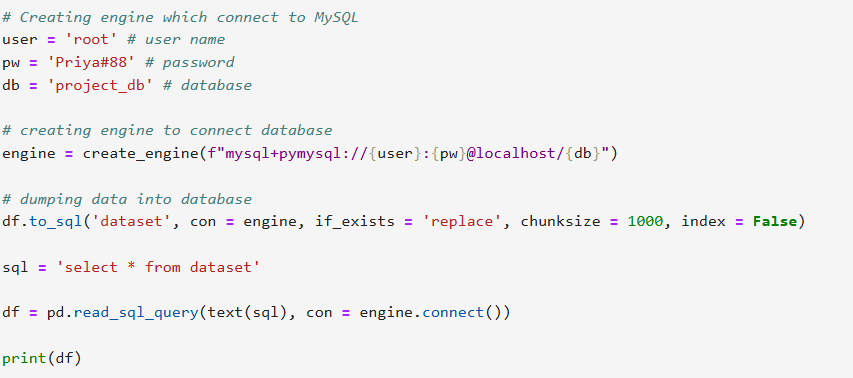 # Creating engine which connect to MySQL
user = 'root' # user name
pw = 'Priya#88' # password
db = 'project_db' # database
# creating engine to connect database
engine = create_engine(f"mysql+pymysql://{user}:{pw}@localhost/{db}")
# dumping data into database
df.to_sql('dataset', con = engine, if_exists = 'replace', chunksize = 1000, index = False)
sql = 'select * from dataset'
df = pd.read_sql_query(text(sql), con = engine.connect())
print(df)